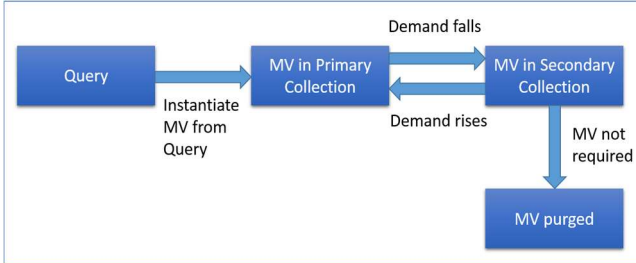 Demand falls
Query
MV in Primary
Collection
MV in Secondary
Collection
Instantiate
MV from
Query
Demand rises
MV not
required
MV purged